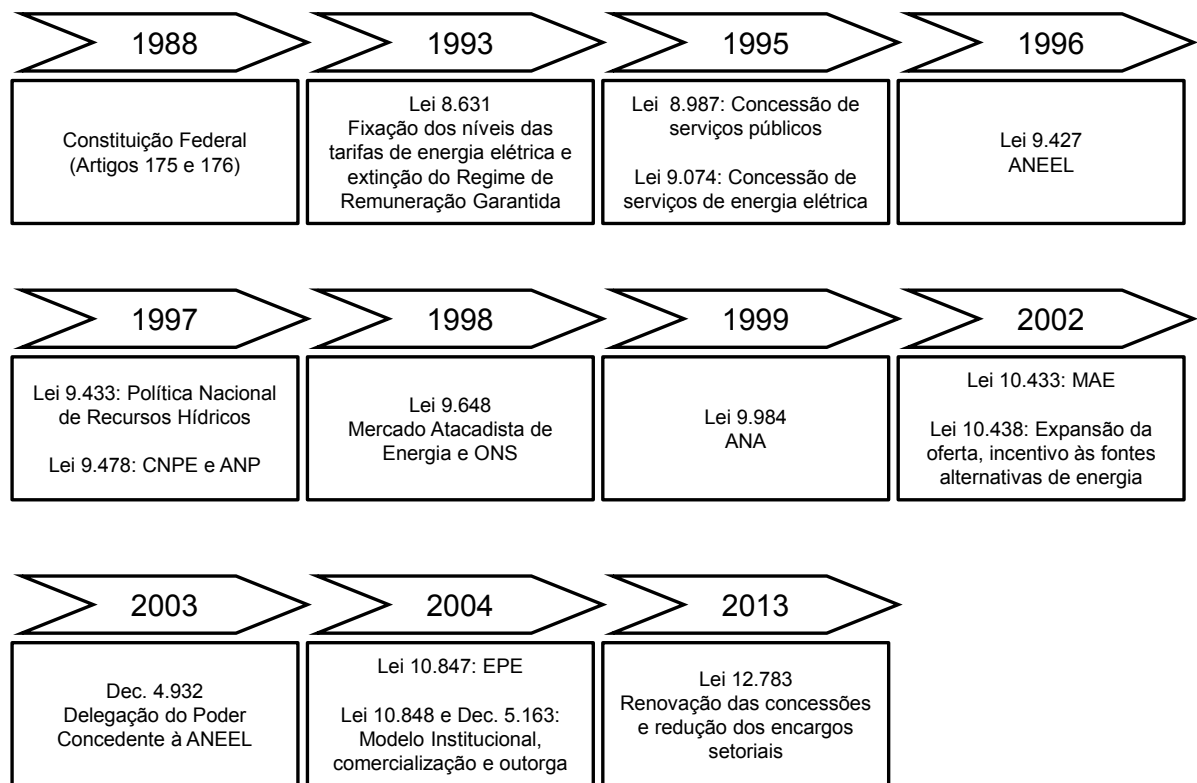 1988
1993
1995
1996
Constituição Federal
(Artigos 175 e 176)
Lei 8.631
Fixação dos níveis das
tarifas de energia elétrica e
extinção do Regime de
Remuneração Garantida
Lei 8.987: Concessão de
serviços públicos
Lei 9.074: Concessão de
serviços de energia elétrica
Lei 9.427
ANEEL
1997
1998
1999
2002
Lei 9.433: Política Nacional
de Recursos Hídricos
Lei 9.478: CNPE e ANP
Lei 9.648
Mercado Atacadista de
Energia e ONS
Lei 9.984
ANA
Lei 10.433: MAE
Lei 10.438: Expansão da
oferta, incentivo às fontes
alternativas de energia
2003
2004
2013
Dec. 4.932
Delegação do Poder
Concedente à ANEEL
Lei 10.847: EPE
Lei 10.848 e Dec. 5.163:
Modelo Institucional,
comercialização e outorga
Lei 12.783
Renovação das concessões
e redução dos encargos
setoriais